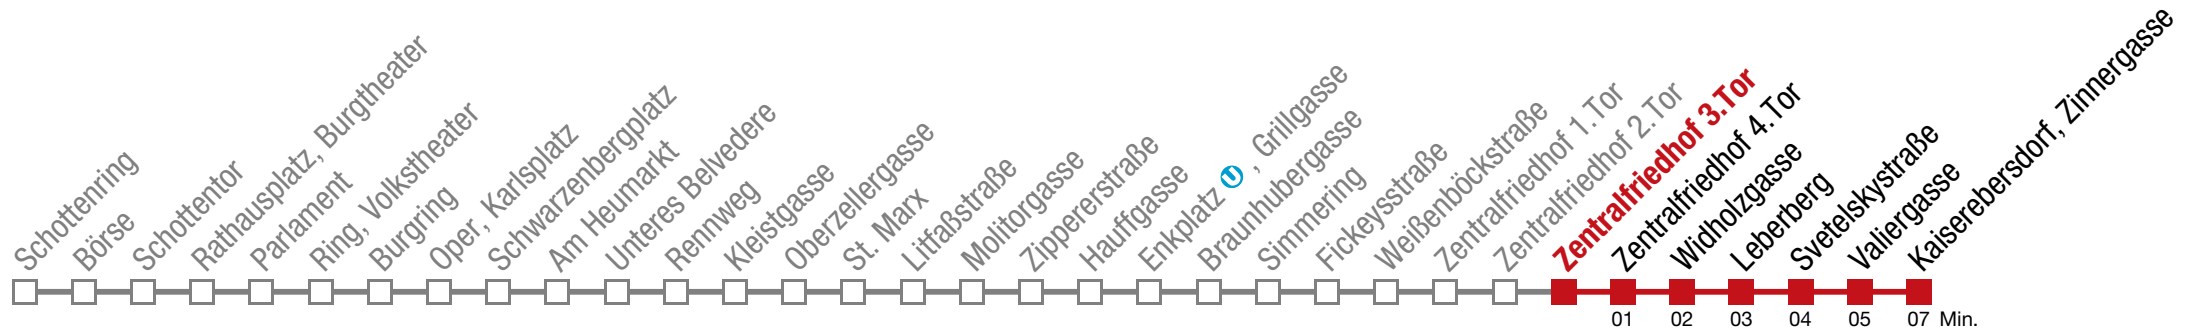 Schottenring
Börse
Schottentor
Rathausplatz, Burgtheater
Parlament
Ring, Volkstheater
Burgring
Oper, Karlsplatz
Schwarzenbergplatz
Am Heumarkt
Unteres Belvedere
Rennweg
Kleistgasse
Oberzellergasse
St. Marx
Litfaßstraße
Molitorgasse
Zippererstraße
Hauffgasse
Enkplatz U, Grillgasse
Braunhubergasse
Simmering
Fickeysstraße
Weißenböckstraße
Zentralfriedhof 1.Tor
Zentralfriedhof 2.Tor
Zentralfriedhof 3.Tor
Zentralfriedhof 4.Tor
Widholzgasse
Leberberg
Svetelskystraße
Valiergasse
Kaiserebersdorf, Zinnergasse
01 02 03 04 05 07 Min.